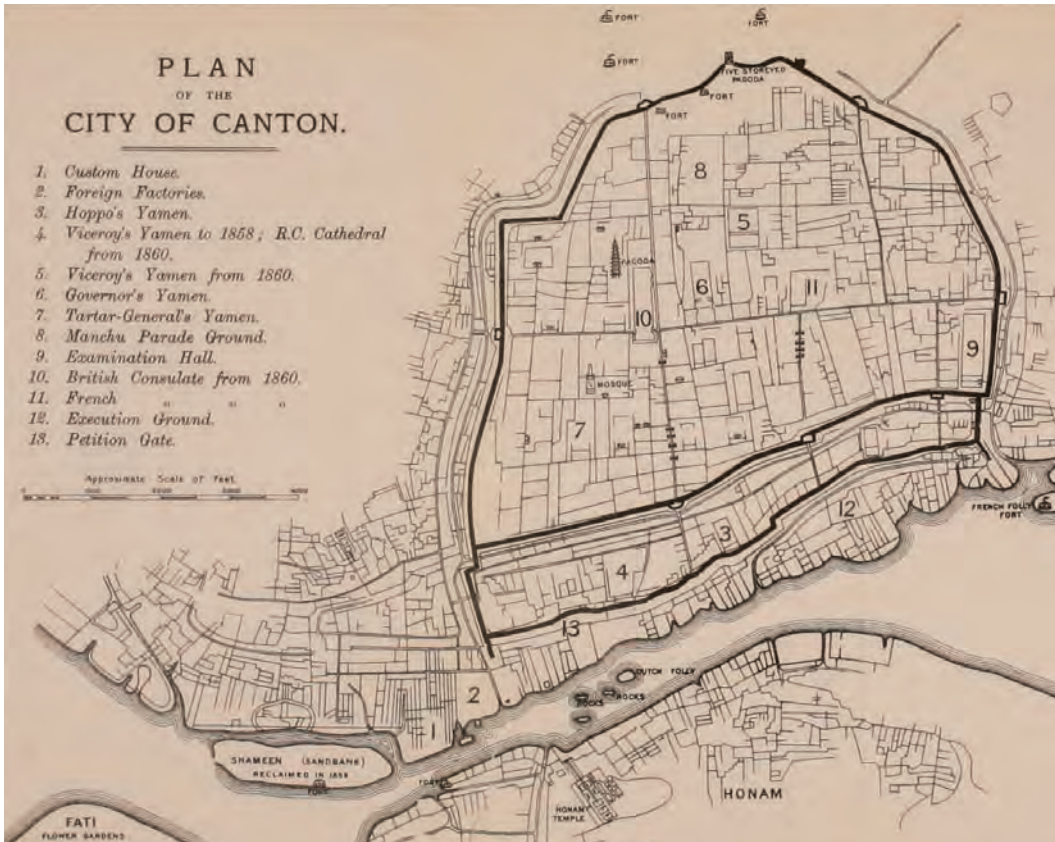 PLAN
OF THE
CITY OF CANTON.
1. Custom House.
2. Foreign Factories.
3. Hoppo's Yamen.
4. Viceroy's Yamen to 1858; R.C. Cathedral
from 1860.
5. Viceroy's Yamen from 1860.
6. Governor's Yamen.
7. Tartar-General's Yamen.
8. Manchu Parade Ground.
9. Examination Hall.
10. British Consulate from 1860.
11. French " " "
12. Execution Ground.
13. Petition Gate.
Approximate Scale of Feet.
0
FORT
FORT
FORT
FIVE STOREYED
PAGODA
FORT
FORT
8
5
PAGODA
6
11
10
9
MOSQUE
7
12
FRENCH FOLLY
FORT
3
4
13
DUTCH FOLLY
ROCKS
ROCKS
2
1
SHAMEEN (SANDBANK)
RECLAIMED IN 1859
FORT
FORT
HONAM
TEMPLE
HONAM
FATI
FLOWER GARDENS